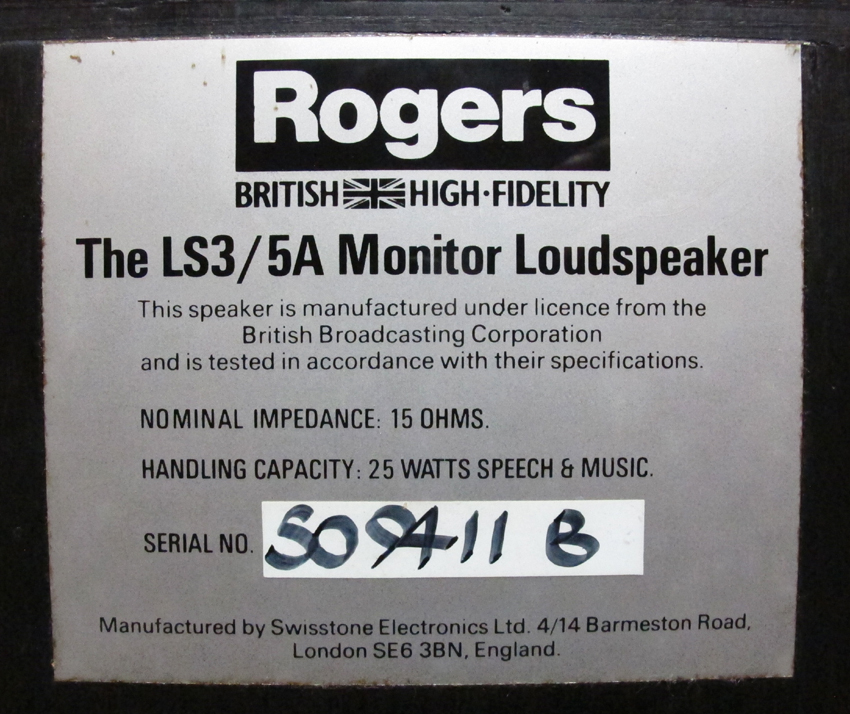 Rogers
BRITISH HIGH·FIDELITY
The LS3/5A Monitor Loudspeaker
This speaker is manufactured under licence from the
British Broadcasting Corporation
and is tested in accordance with their specifications.
NOMINAL IMPEDANCE: 15 OHMS.
HANDLING CAPACITY: 25 WATTS SPEECH & MUSIC.
SERIAL NO. B
Manufactured by Swisstone Electronics Ltd. 4/14 Barmeston Road,
London SE6 3BN, England.